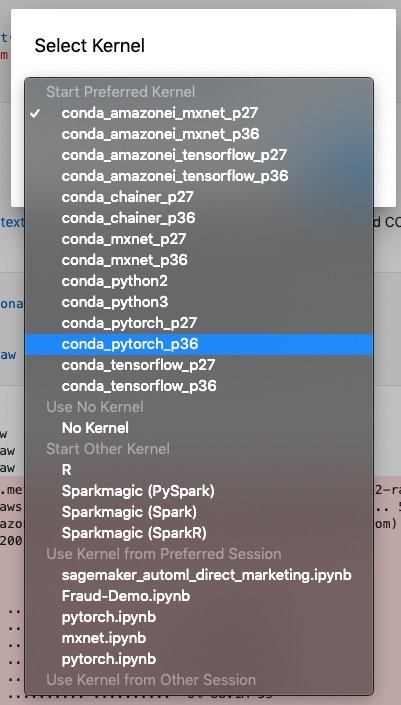 Select Kernel
Start Preferred Kernel
✓ conda_amazonei_mxnet_p27
conda_amazonei_mxnet_p36
conda_amazonei_tensorflow_p27
conda_amazonei_tensorflow_p36
conda_chainer_p27
conda_chainer_p36
conda_mxnet_p27
conda_mxnet_p36
conda_python2
conda_python3
conda_pytorch_p27
conda_pytorch_p36
conda_tensorflow_p27
conda_tensorflow_p36
Use No Kernel
No Kernel
Start Other Kernel
R
Sparkmagic (PySpark)
Sparkmagic (Spark)
Sparkmagic (SparkR)
Use Kernel from Preferred Session
sagemaker_automl_direct_marketing.ipynb
Fraud-Demo.ipynb
pytorch.ipynb
mxnet.ipynb
pytorch.ipynb
Use Kernel from Other Session